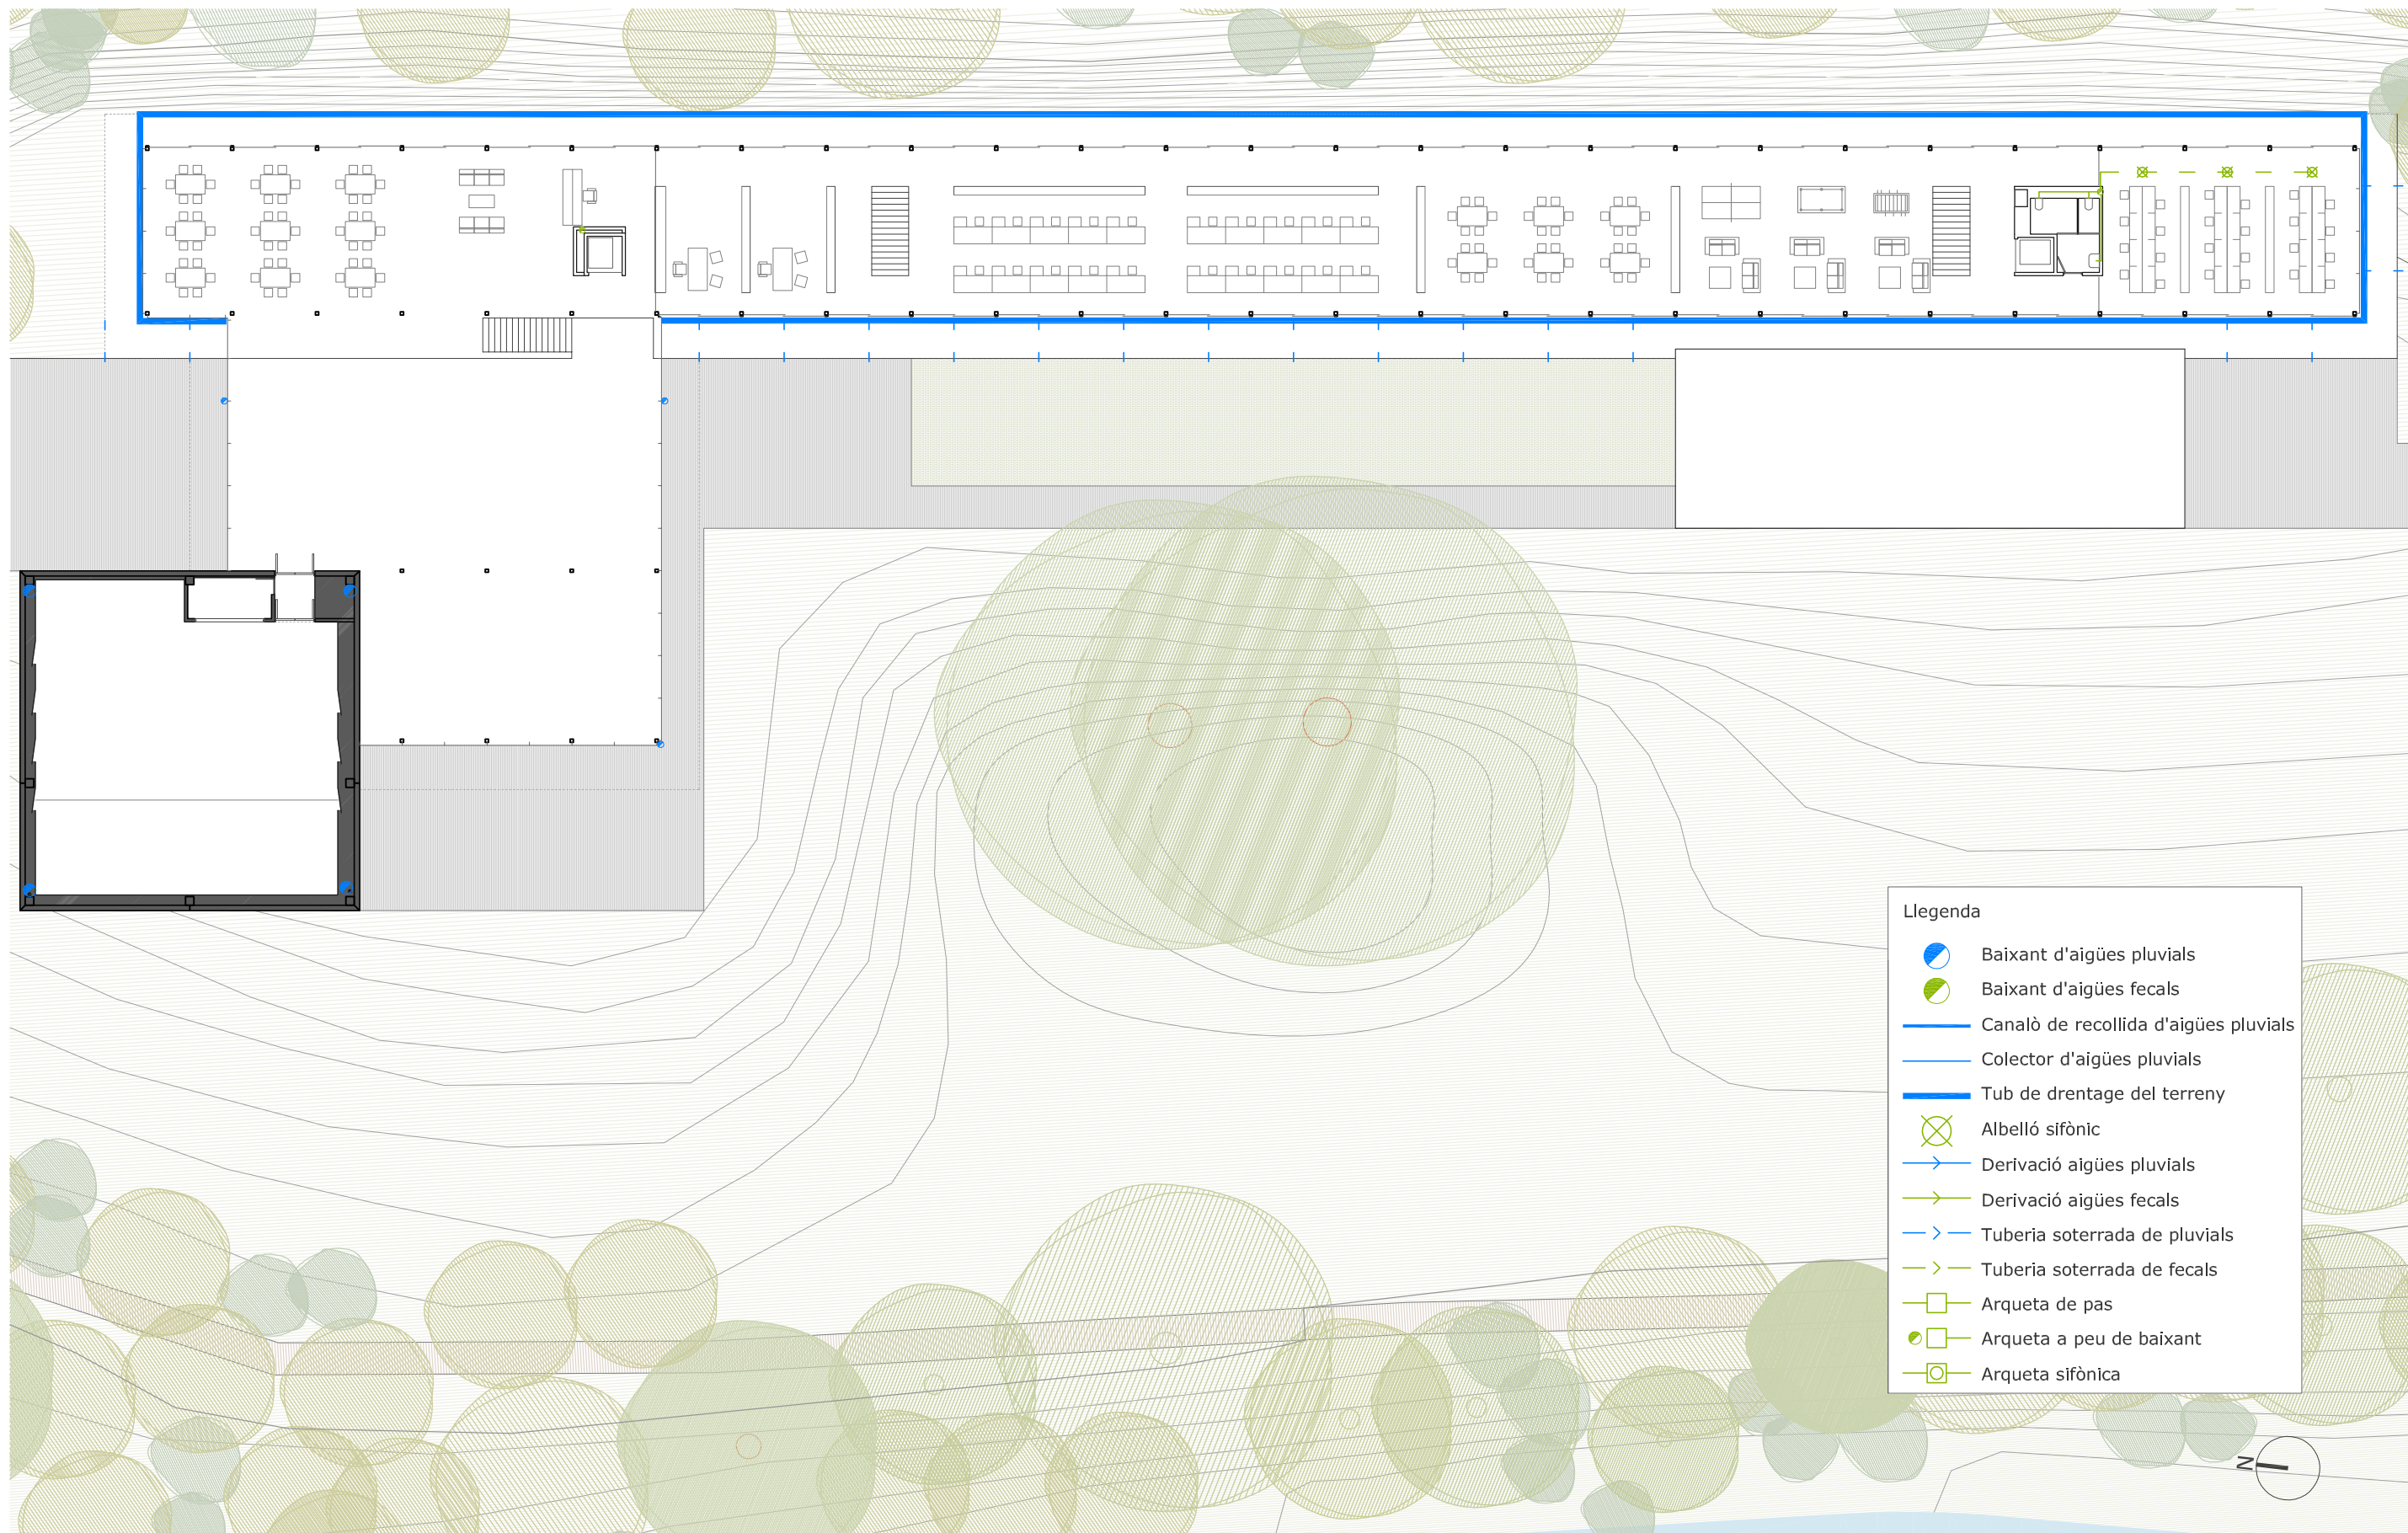 Llegenda
Baixant d'aigües pluvials
Baixant d'aigües fecals
Canalò de recollida d'aigües pluvials
Colector d'aigües pluvials
Tub de drentage del terreny
Albelló sifònic
Derivació aigües pluvials
Derivació aigües fecals
Tuberia soterrada de pluvials
Tuberia soterrada de fecals
Arqueta de pas
Arqueta a peu de baixant
Arqueta sifònica
N